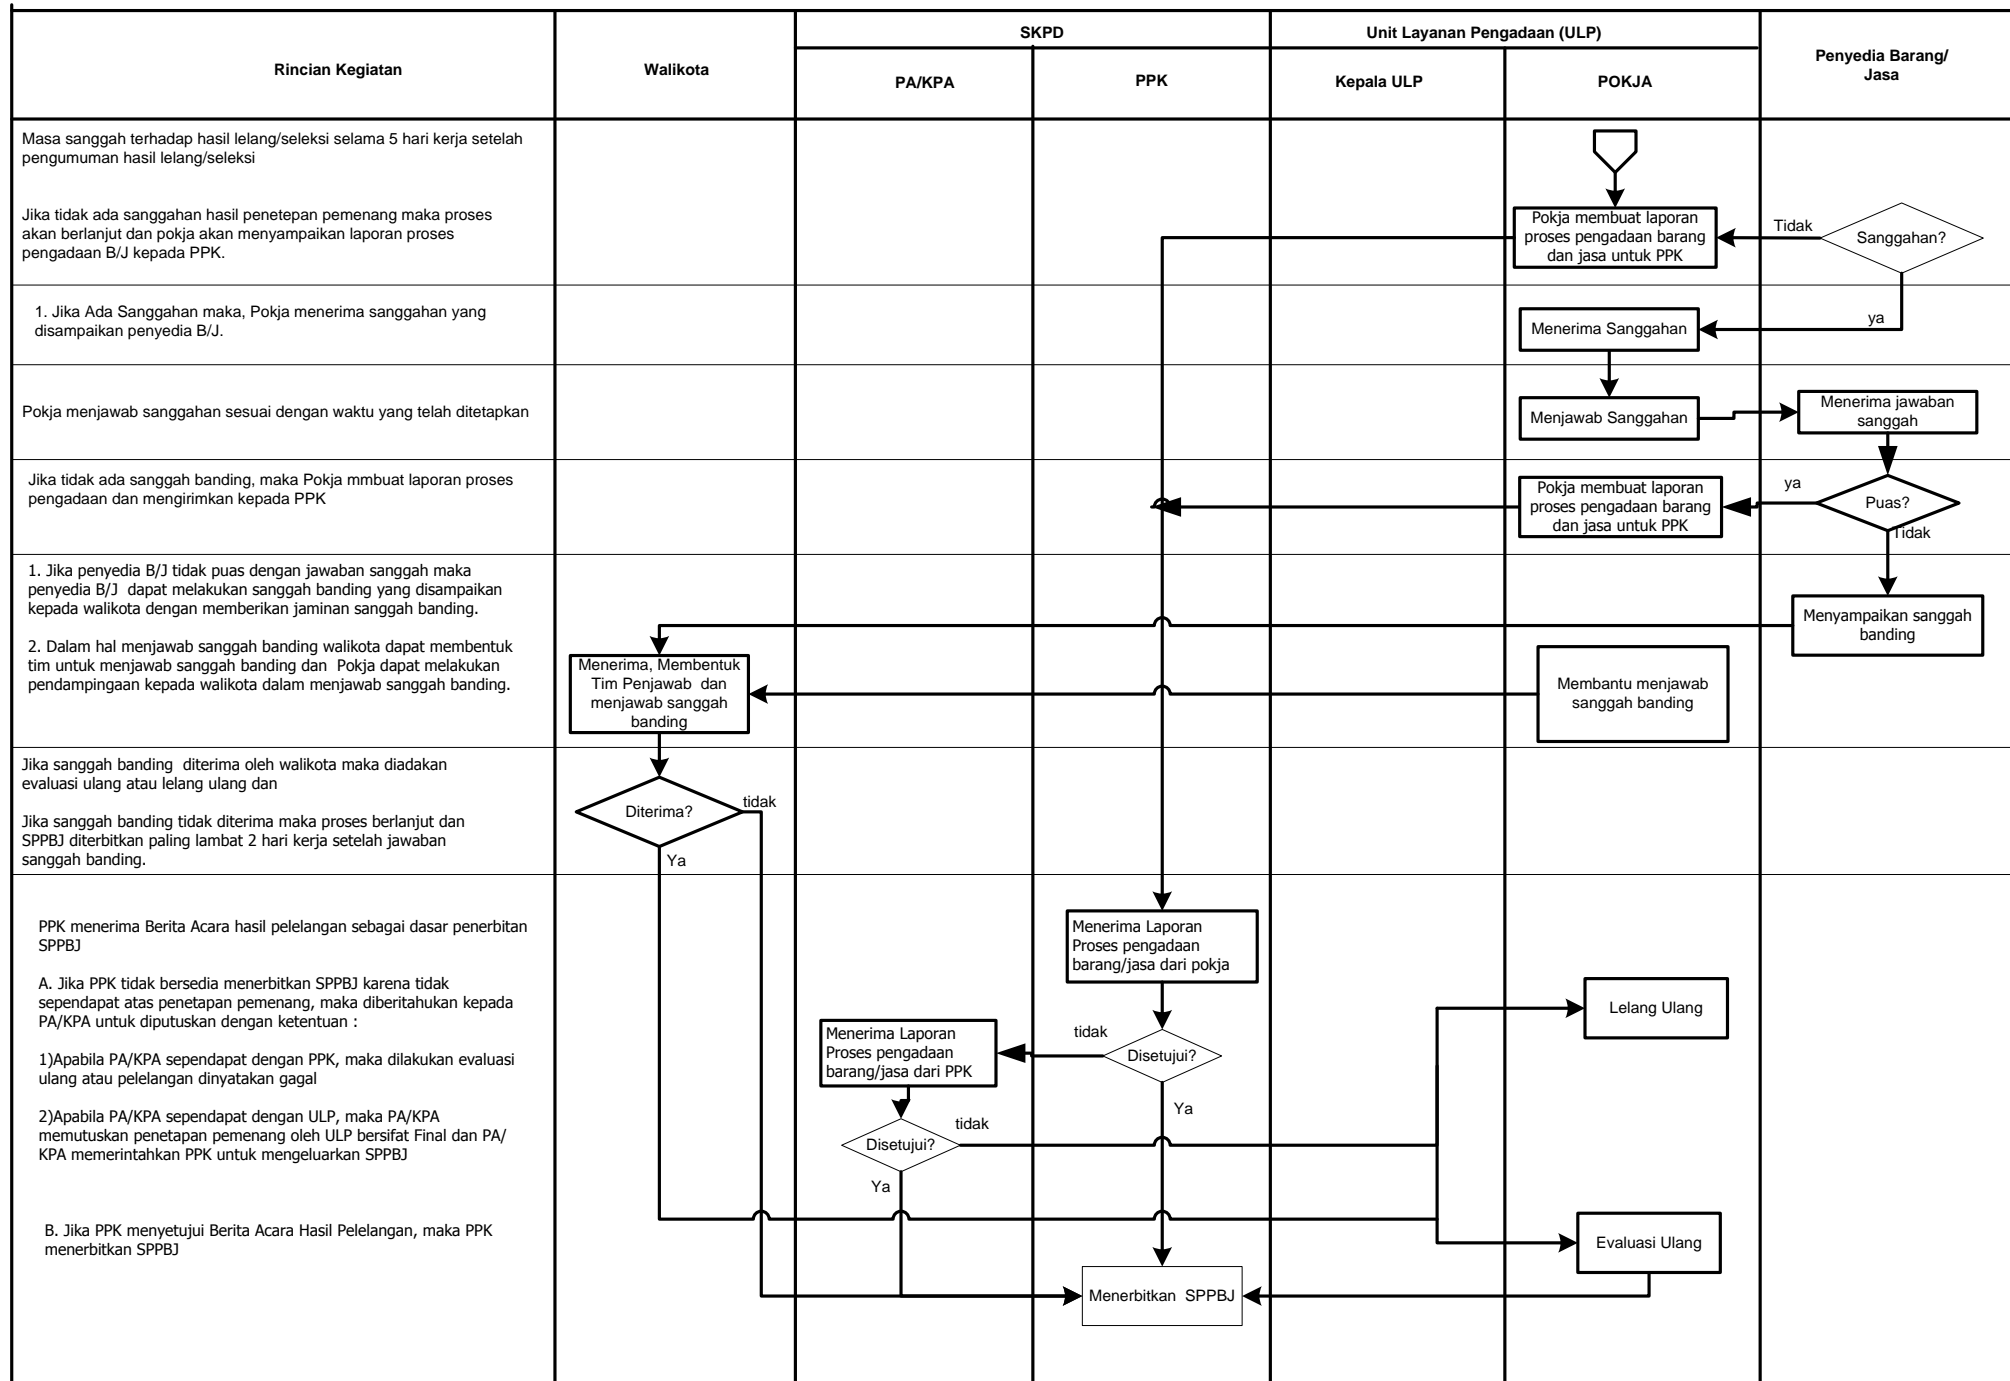 Rincian Kegiatan
Walikota
SKPD
PA/KPA
PPK
Unit Layanan Pengadaan (ULP)
Kepala ULP
POKJA
Penyedia Barang/
Jasa
Masa sanggah terhadap hasil lelang/seleksi selama 5 hari kerja setelah
pengumuman hasil lelang/seleksi
Jika tidak ada sanggahan hasil penetepan pemenang maka proses
akan berlanjut dan pokja akan menyampaikan laporan proses
pengadaan B/J kepada PPK.
Pokja membuat laporan
proses pengadaan barang
dan jasa untuk PPK
Tidak
Sanggahan?
1. Jika Ada Sanggahan maka, Pokja menerima sanggahan yang
disampaikan penyedia B/J.
Menerima Sanggahan
ya
Pokja menjawab sanggahan sesuai dengan waktu yang telah ditetapkan
Menjawab Sanggahan
Menerima jawaban
sanggah
Jika tidak ada sanggah banding, maka Pokja mmbuat laporan proses
pengadaan dan mengirimkan kepada PPK
Pokja membuat laporan
proses pengadaan barang
dan jasa untuk PPK
ya
Puas?
Tidak
1. Jika penyedia B/J tidak puas dengan jawaban sanggah maka
penyedia B/J  dapat melakukan sanggah banding yang disampaikan
kepada walikota dengan memberikan jaminan sanggah banding.
2. Dalam hal menjawab sanggah banding walikota dapat membentuk
tim untuk menjawab sanggah banding dan  Pokja dapat melakukan
pendampingaan kepada walikota dalam menjawab sanggah banding.
Menerima, Membentuk
Tim Penjawab  dan
menjawab sanggah
banding
Membantu menjawab
sanggah banding
Menyampaikan sanggah
banding
Jika sanggah banding  diterima oleh walikota maka diadakan
evaluasi ulang atau lelang ulang dan
Jika sanggah banding tidak diterima maka proses berlanjut dan
SPPBJ diterbitkan paling lambat 2 hari kerja setelah jawaban
sanggah banding.
Diterima?
tidak
Ya
PPK menerima Berita Acara hasil pelelangan sebagai dasar penerbitan
SPPBJ
A. Jika PPK tidak bersedia menerbitkan SPPBJ karena tidak
sependapat atas penetapan pemenang, maka diberitahukan kepada
PA/KPA untuk diputuskan dengan ketentuan :
1)Apabila PA/KPA sependapat dengan PPK, maka dilakukan evaluasi
ulang atau pelelangan dinyatakan gagal
2)Apabila PA/KPA sependapat dengan ULP, maka PA/KPA
memutuskan penetapan pemenang oleh ULP bersifat Final dan PA/
KPA memerintahkan PPK untuk mengeluarkan SPPBJ
B. Jika PPK menyetujui Berita Acara Hasil Pelelangan, maka PPK
menerbitkan SPPBJ
Menerima Laporan
Proses pengadaan
barang/jasa dari pokja
Menerima Laporan
Proses pengadaan
barang/jasa dari PPK
tidak
Disetujui?
Ya
Disetujui?
tidak
Ya
Lelang Ulang
Evaluasi Ulang
Menerbitkan  SPPBJ